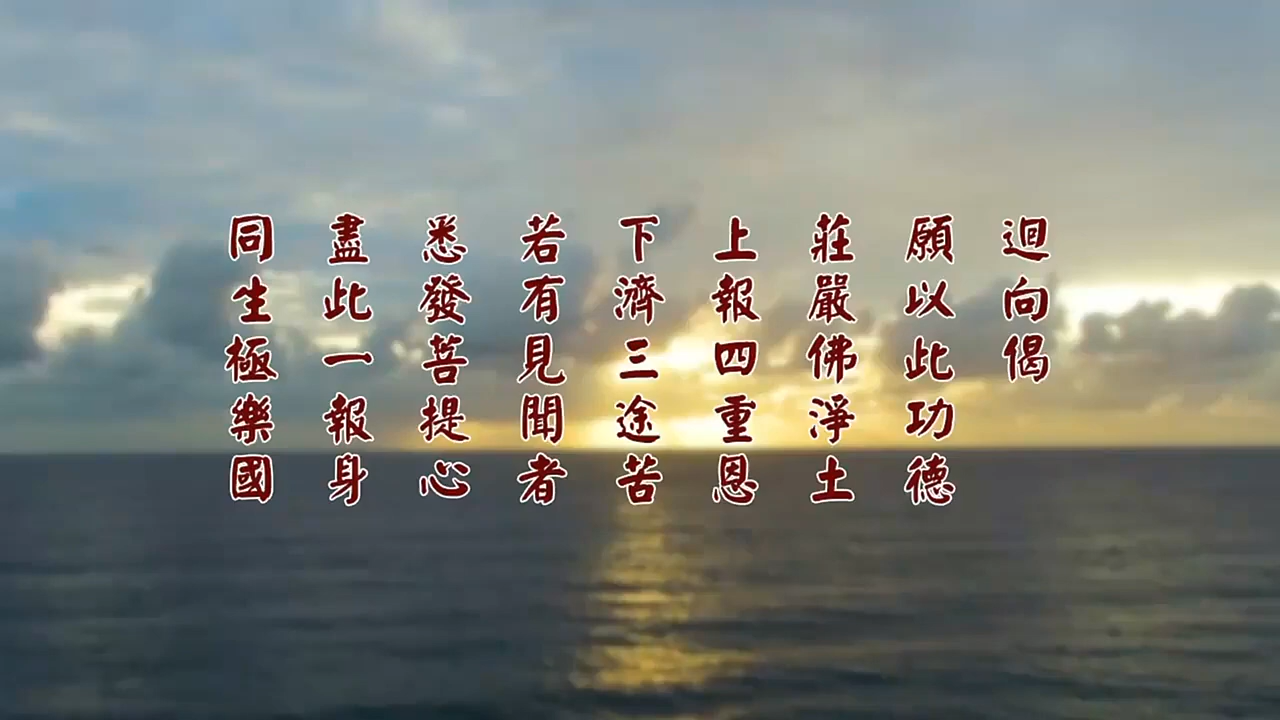 迴向偈
願以此功德
莊嚴佛淨土
上報四重恩
下濟三途苦
若有見聞者
悉發菩提心
盡此一報身
同生極樂國